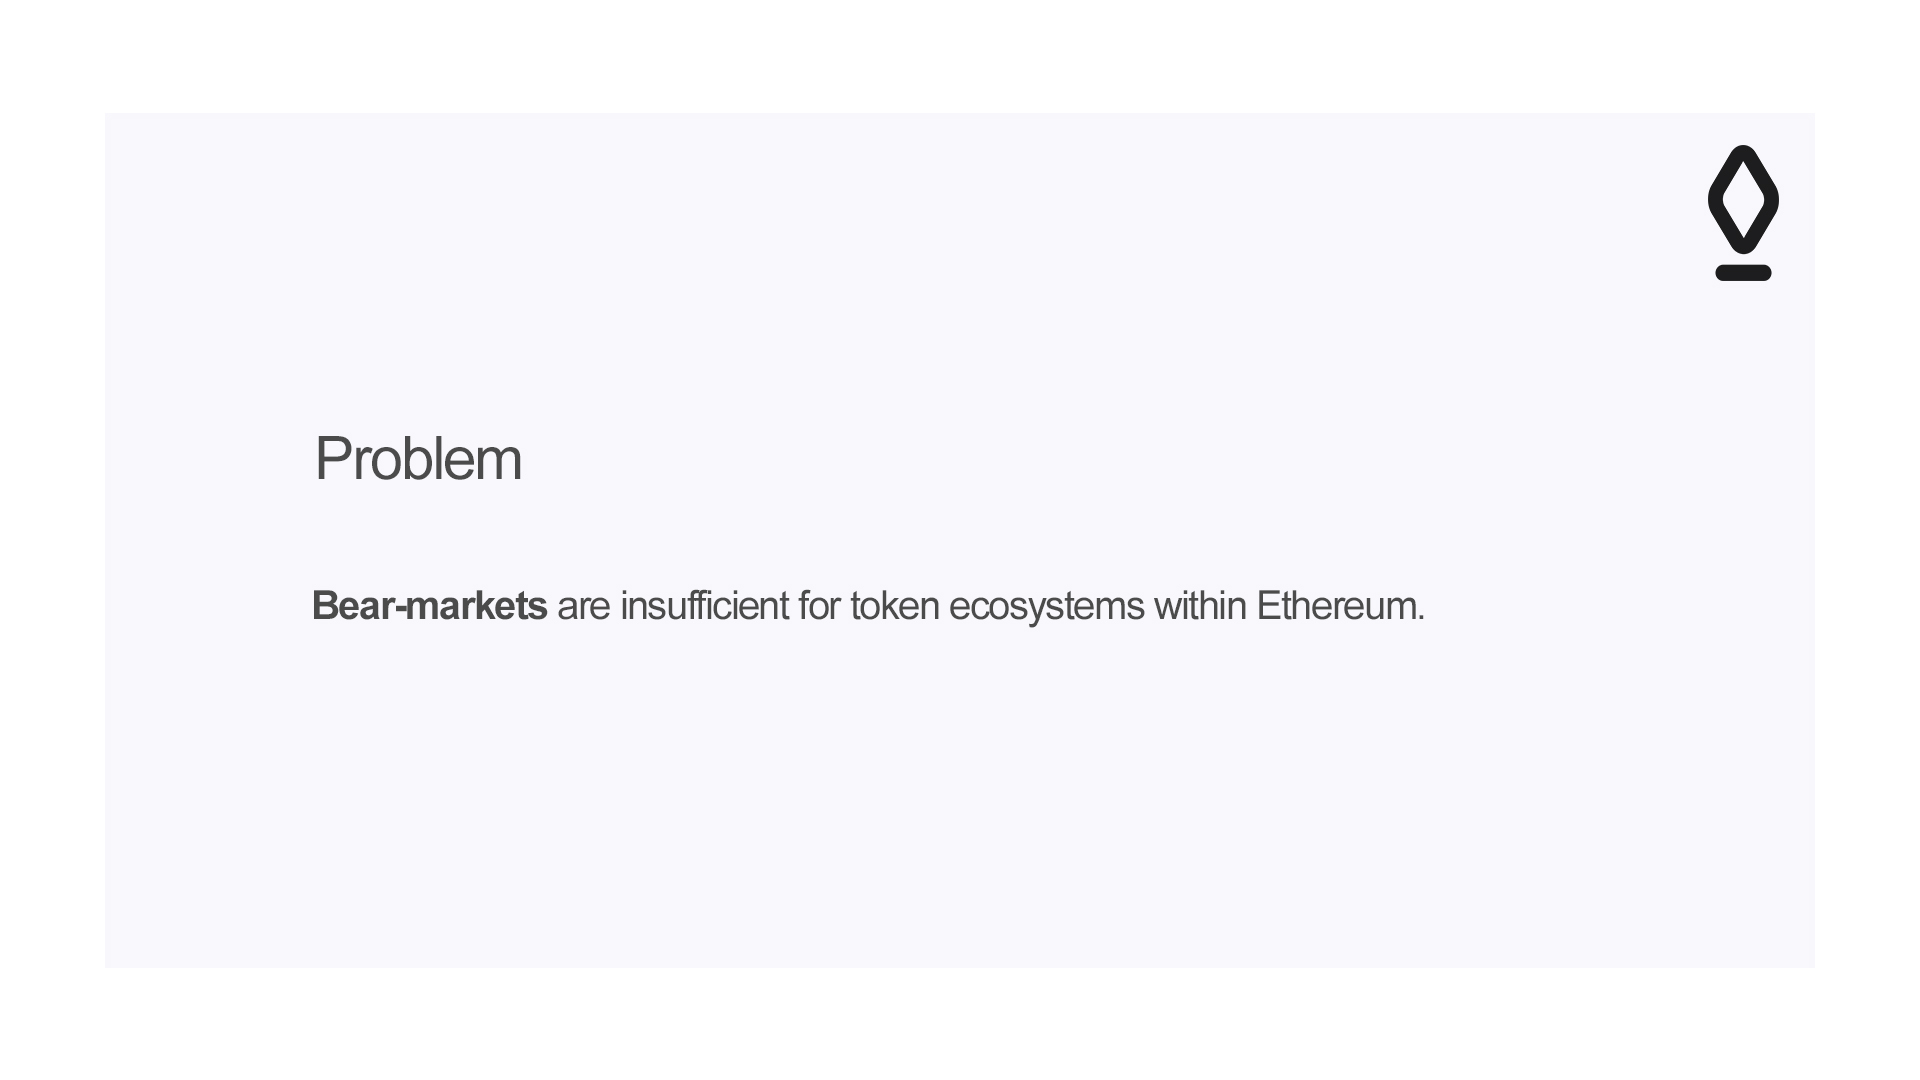 Problem
Bear-markets are insufficient for token ecosystems within Ethereum.